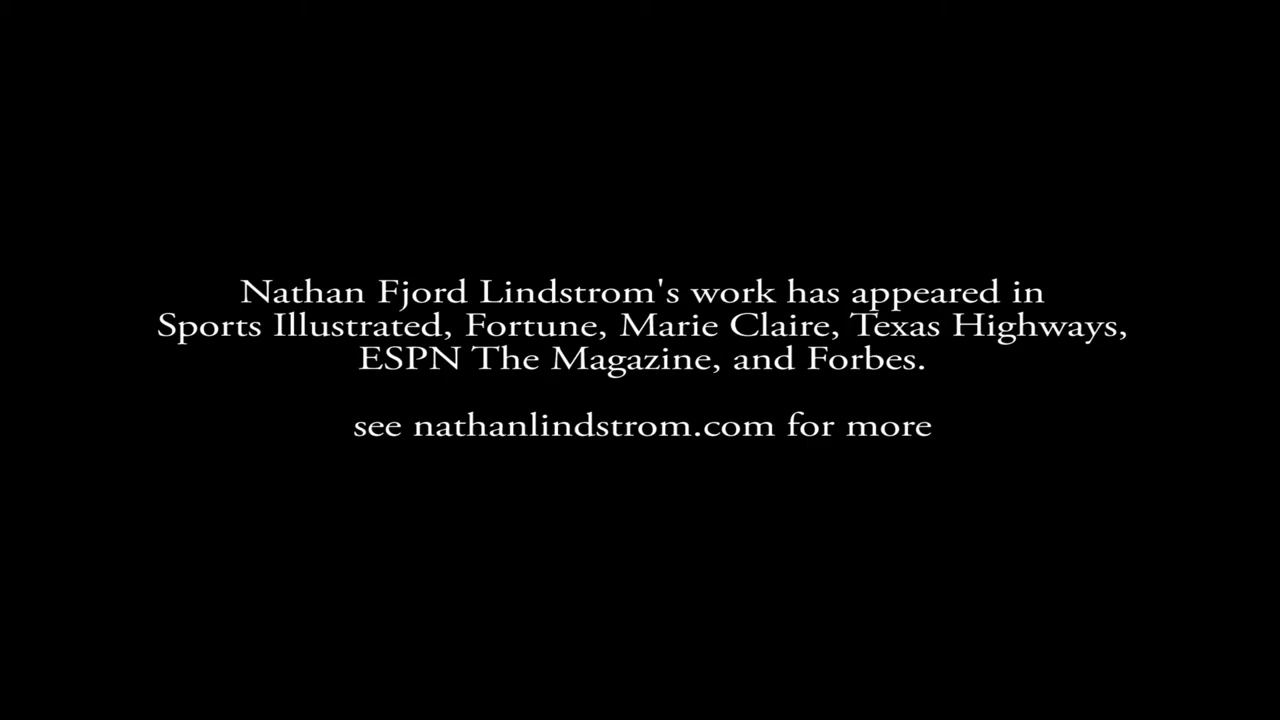 Nathan Fjord Lindstrom's work has appeared in
Sports Illustrated, Fortune, Marie Claire, Texas Highways,
ESPN The Magazine, and Forbes.
see nathanlindstrom.com for more